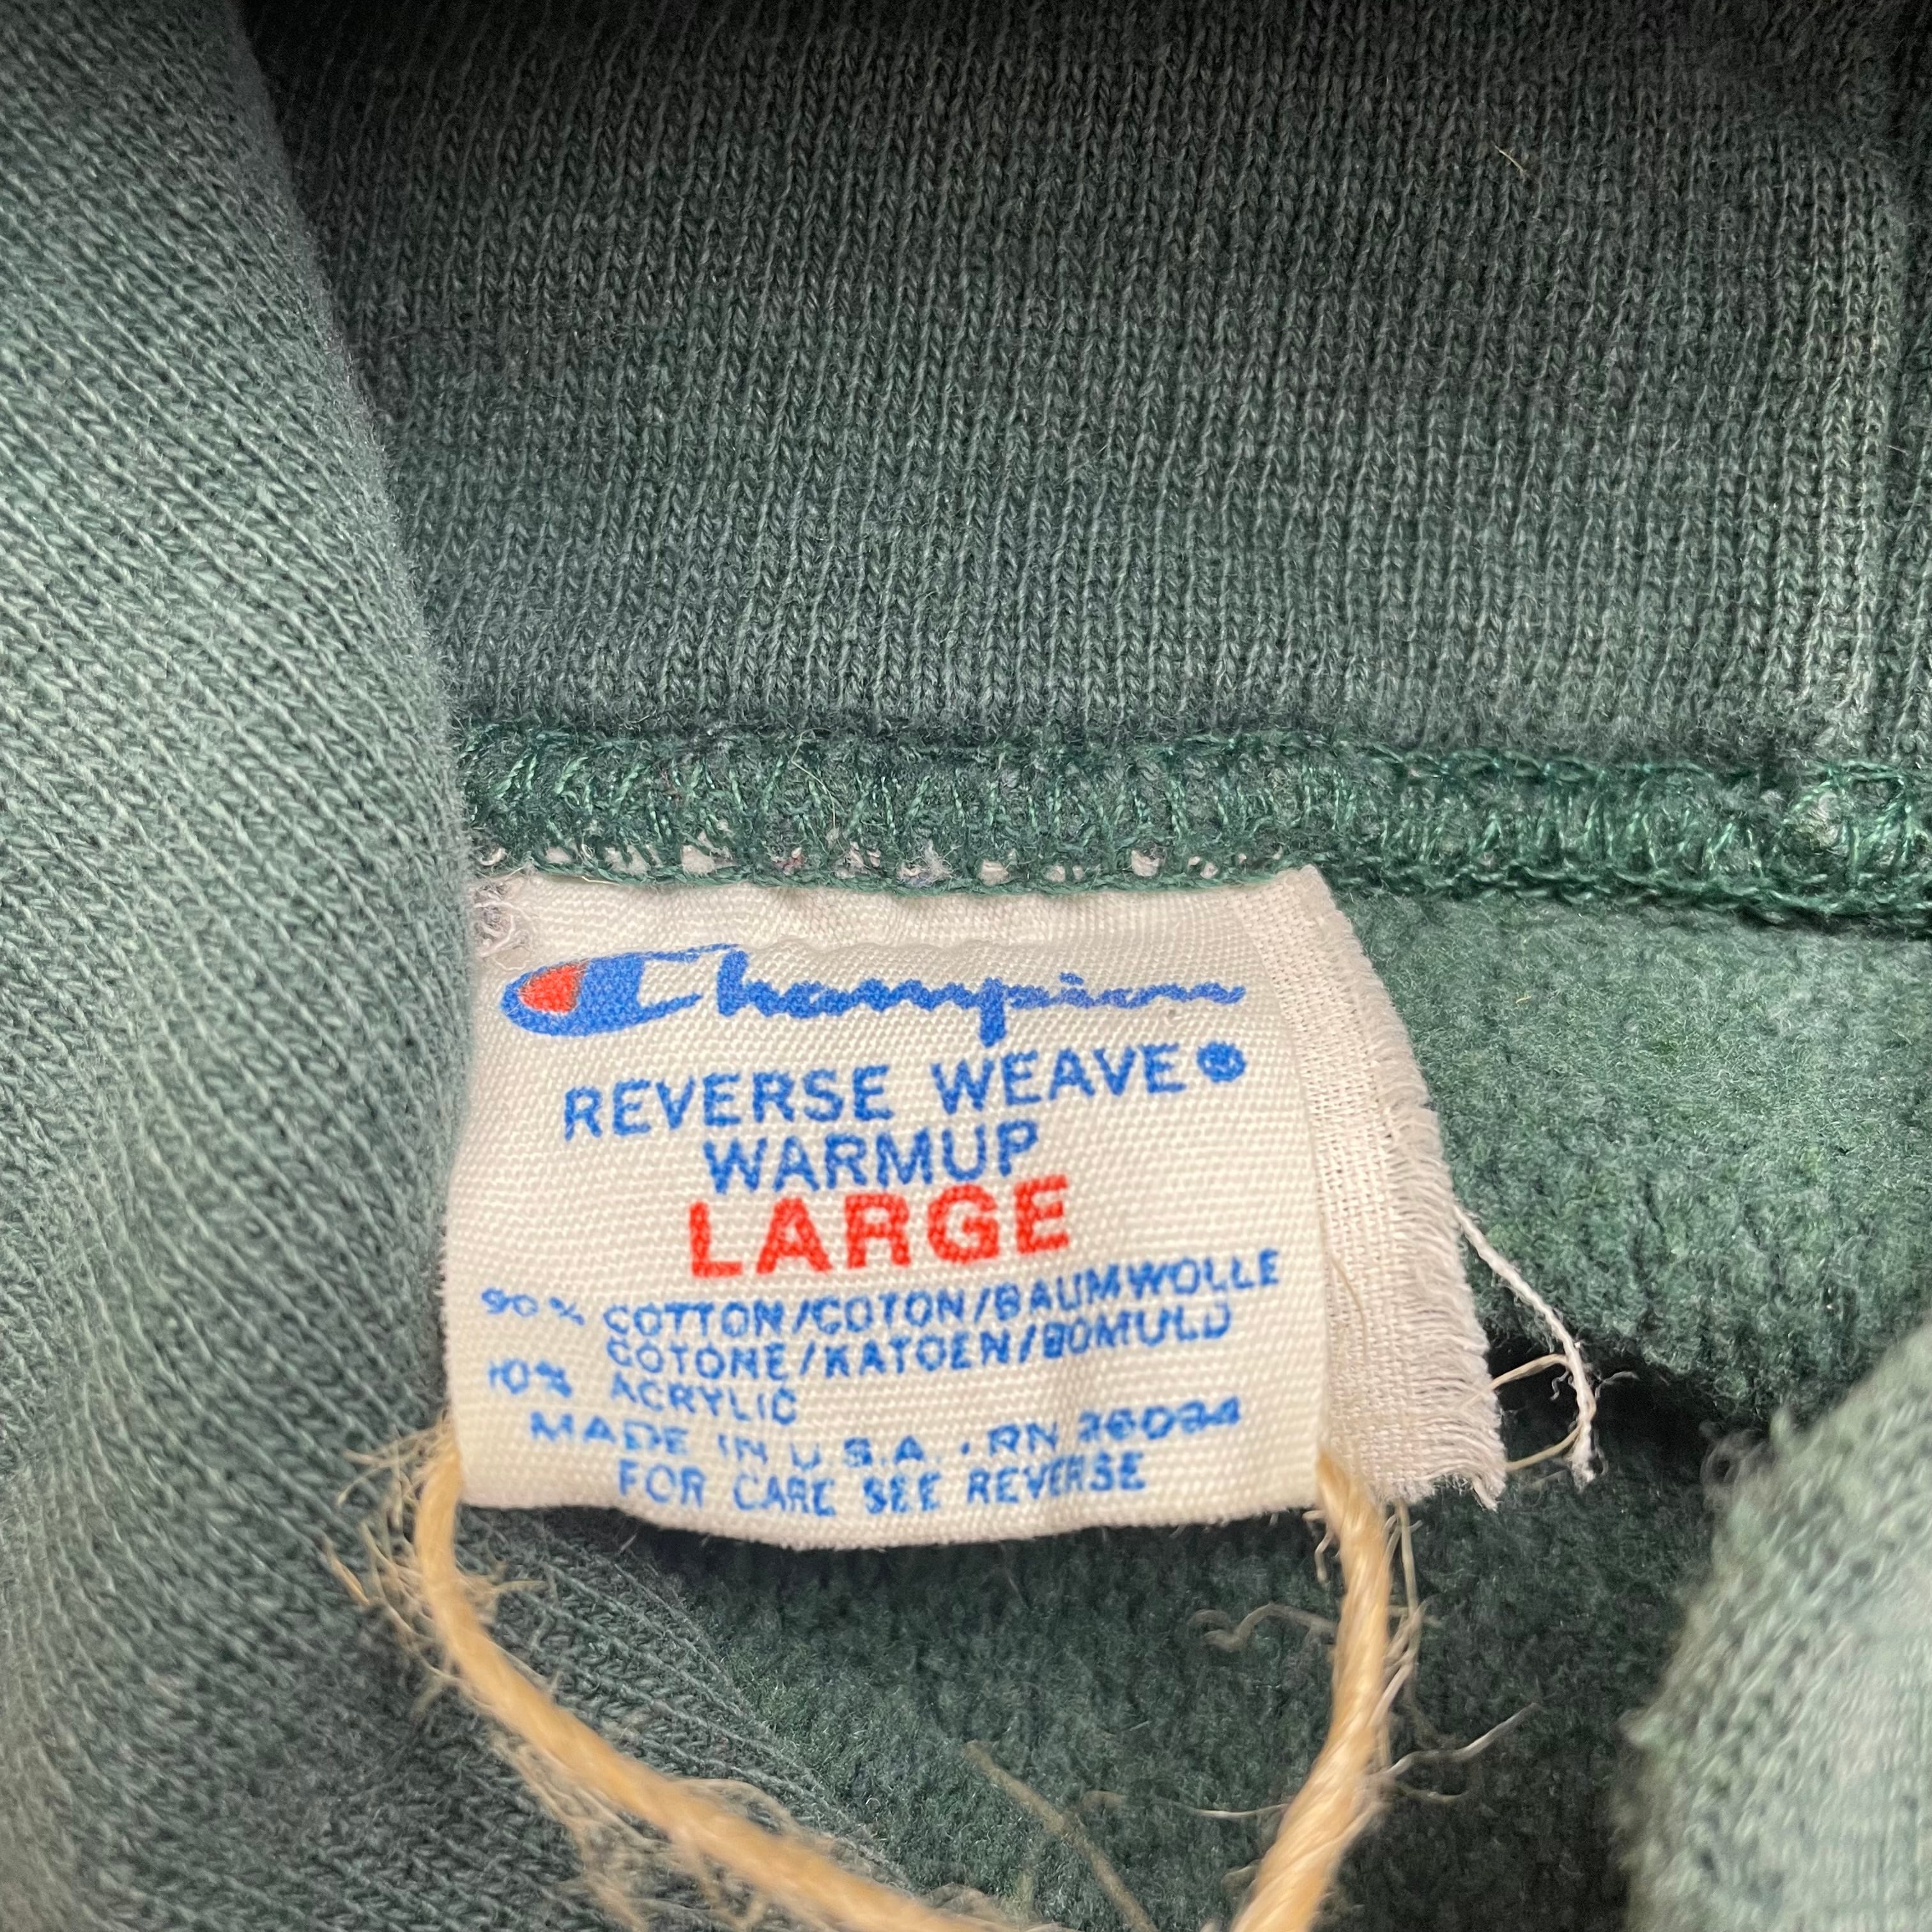 Champion
REVERSE WEAVE®
WARMUP
LARGE
90% COTTON/COTON/BAUMWOLLE
COTONE/KATOEN/BOMULD
10% ACRYLIC
MADE IN U.S.A. · RN 26094
FOR CARE SEE REVERSE